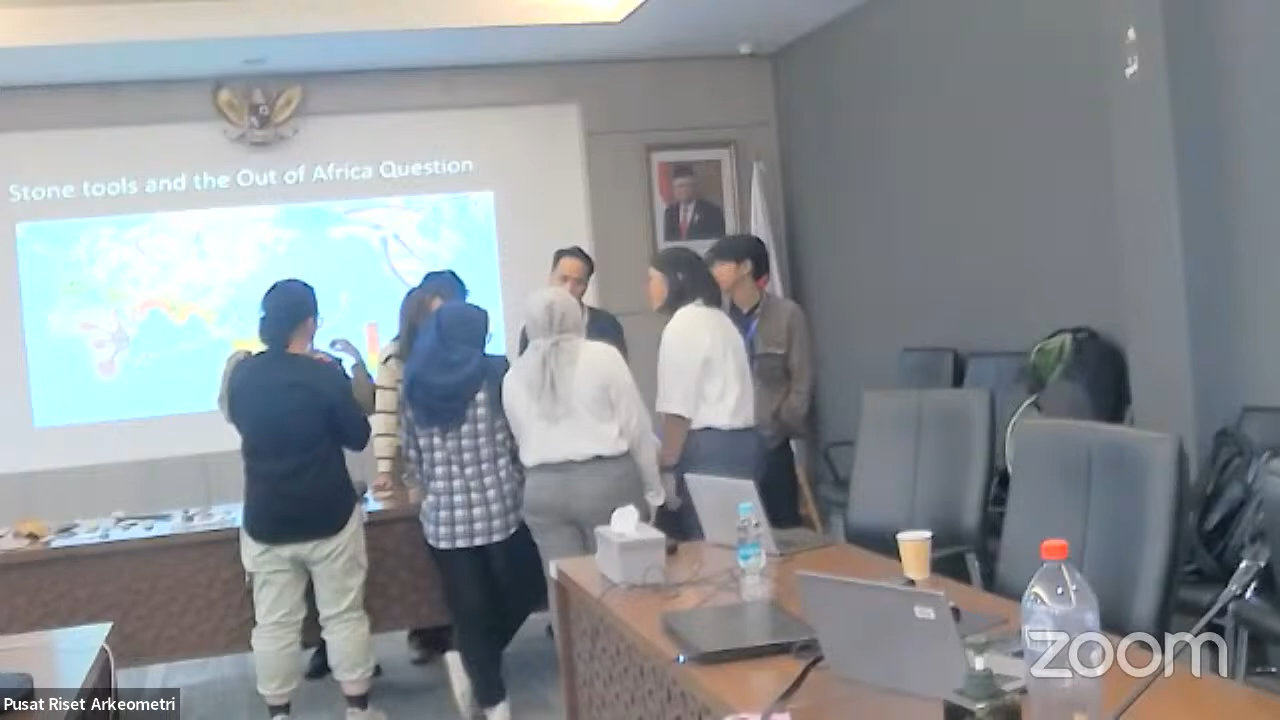 Stone tools and the Out of Africa Question
zoom
Pusat Riset Arkeometri